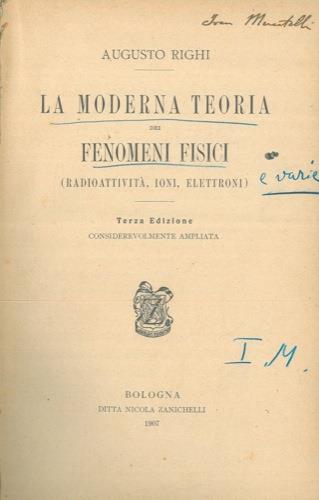 Ivan
AUGUSTO RIGHI
LA MODERNA TEORIA
DEI
FENOMENI FISICI
(RADIOATTIVITÀ, IONI, ELETTRONI)
e varie
Terza Edizione
CONSIDEREVOLMENTE AMPLIATA
I M.
BOLOGNA
DITTA NICOLA ZANICHELLI
1907